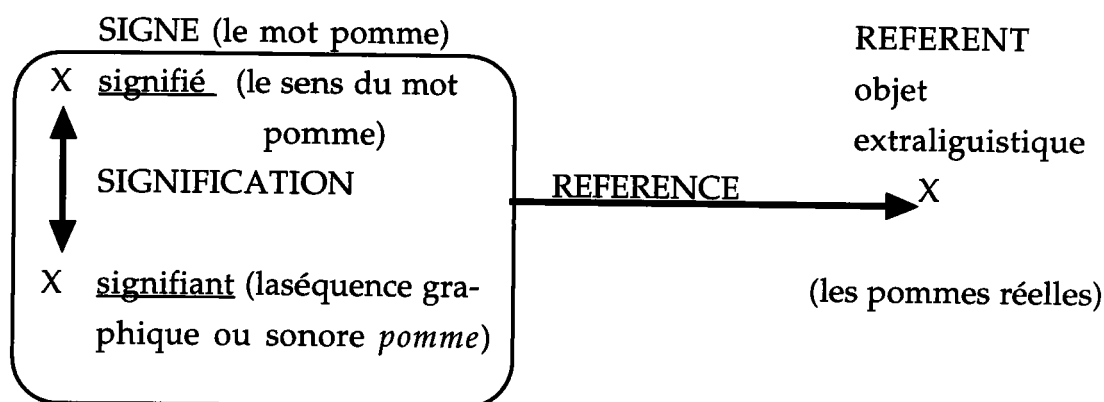 SIGNE (le mot pomme)
X signifié (le sens du mot
pomme)
SIGNIFICATION
X signifiant (laséquence gra-
phique ou sonore pomme)
REFERENCE
REFERENT
objet
extraliguistique
X
(les pommes réelles)